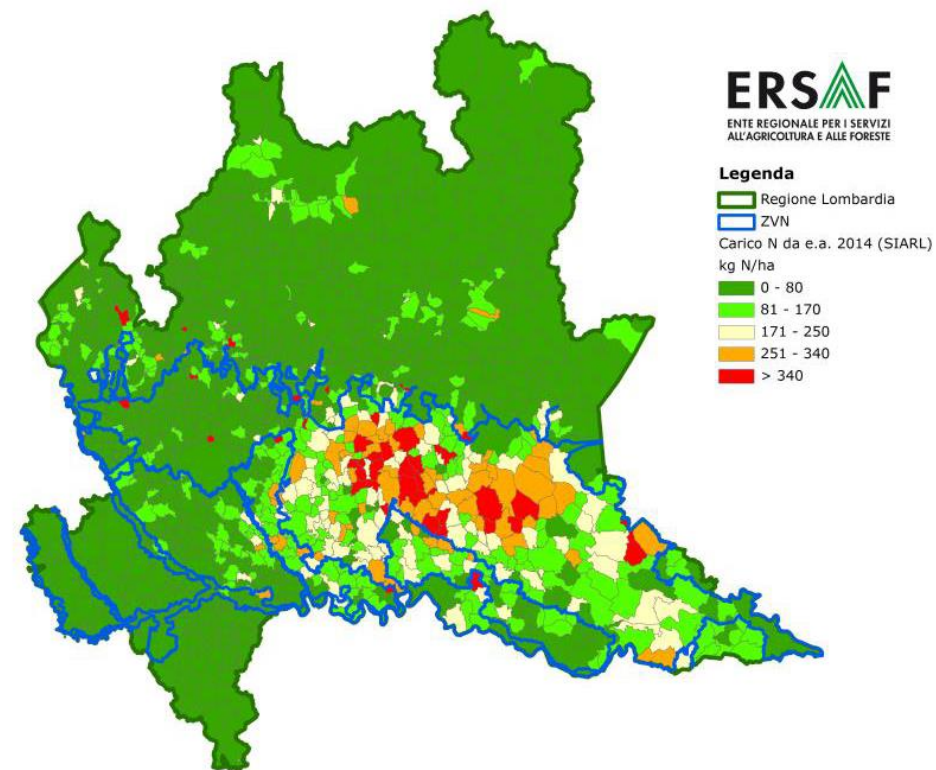 ERSAF
ENTE REGIONALE PER I SERVIZI
ALL'AGRICOLTURA E ALLE FORESTE
Legenda
Regione Lombardia
ZVN
Carico N da e.a. 2014 (SIARL)
kg N/ha
0 - 80
81 - 170
171 - 250
251 - 340
> 340